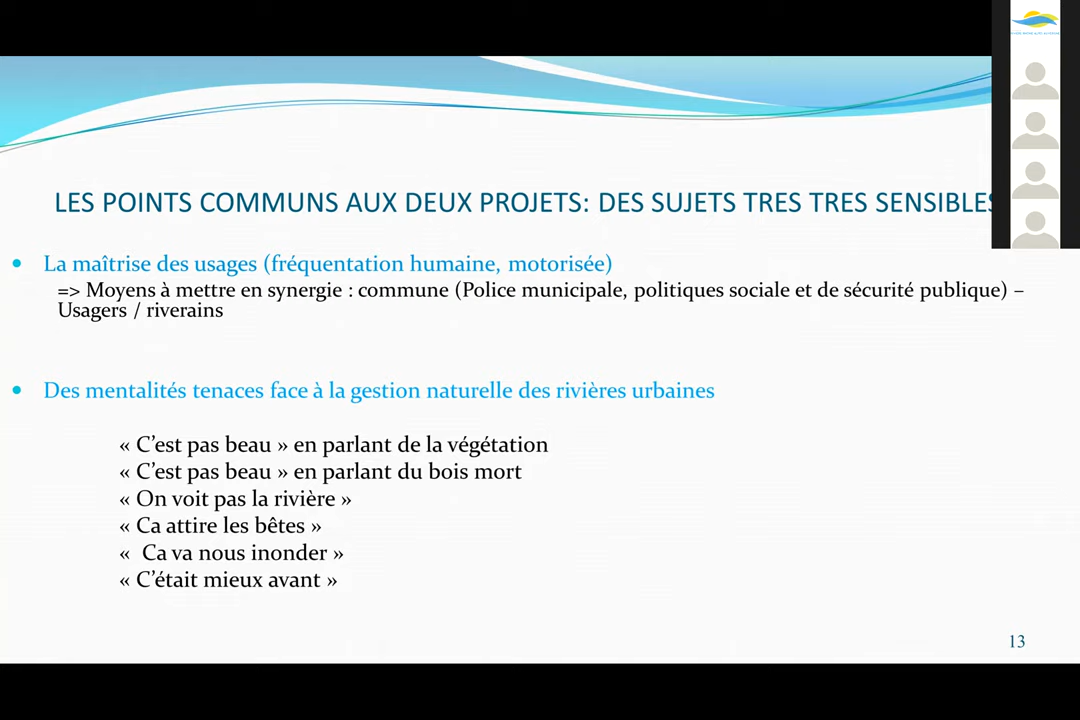 LES POINTS COMMUNS AUX DEUX PROJETS: DES SUJETS TRES TRES SENSIBLES
La maîtrise des usages (fréquentation humaine, motorisée)
=> Moyens à mettre en synergie : commune (Police municipale, politiques sociale et de sécurité publique) –
Usagers / riverains
Des mentalités tenaces face à la gestion naturelle des rivières urbaines
« C’est pas beau » en parlant de la végétation
« C’est pas beau » en parlant du bois mort
« On voit pas la rivière »
« Ca attire les bêtes »
«  Ca va nous inonder »
« C’était mieux avant »
13